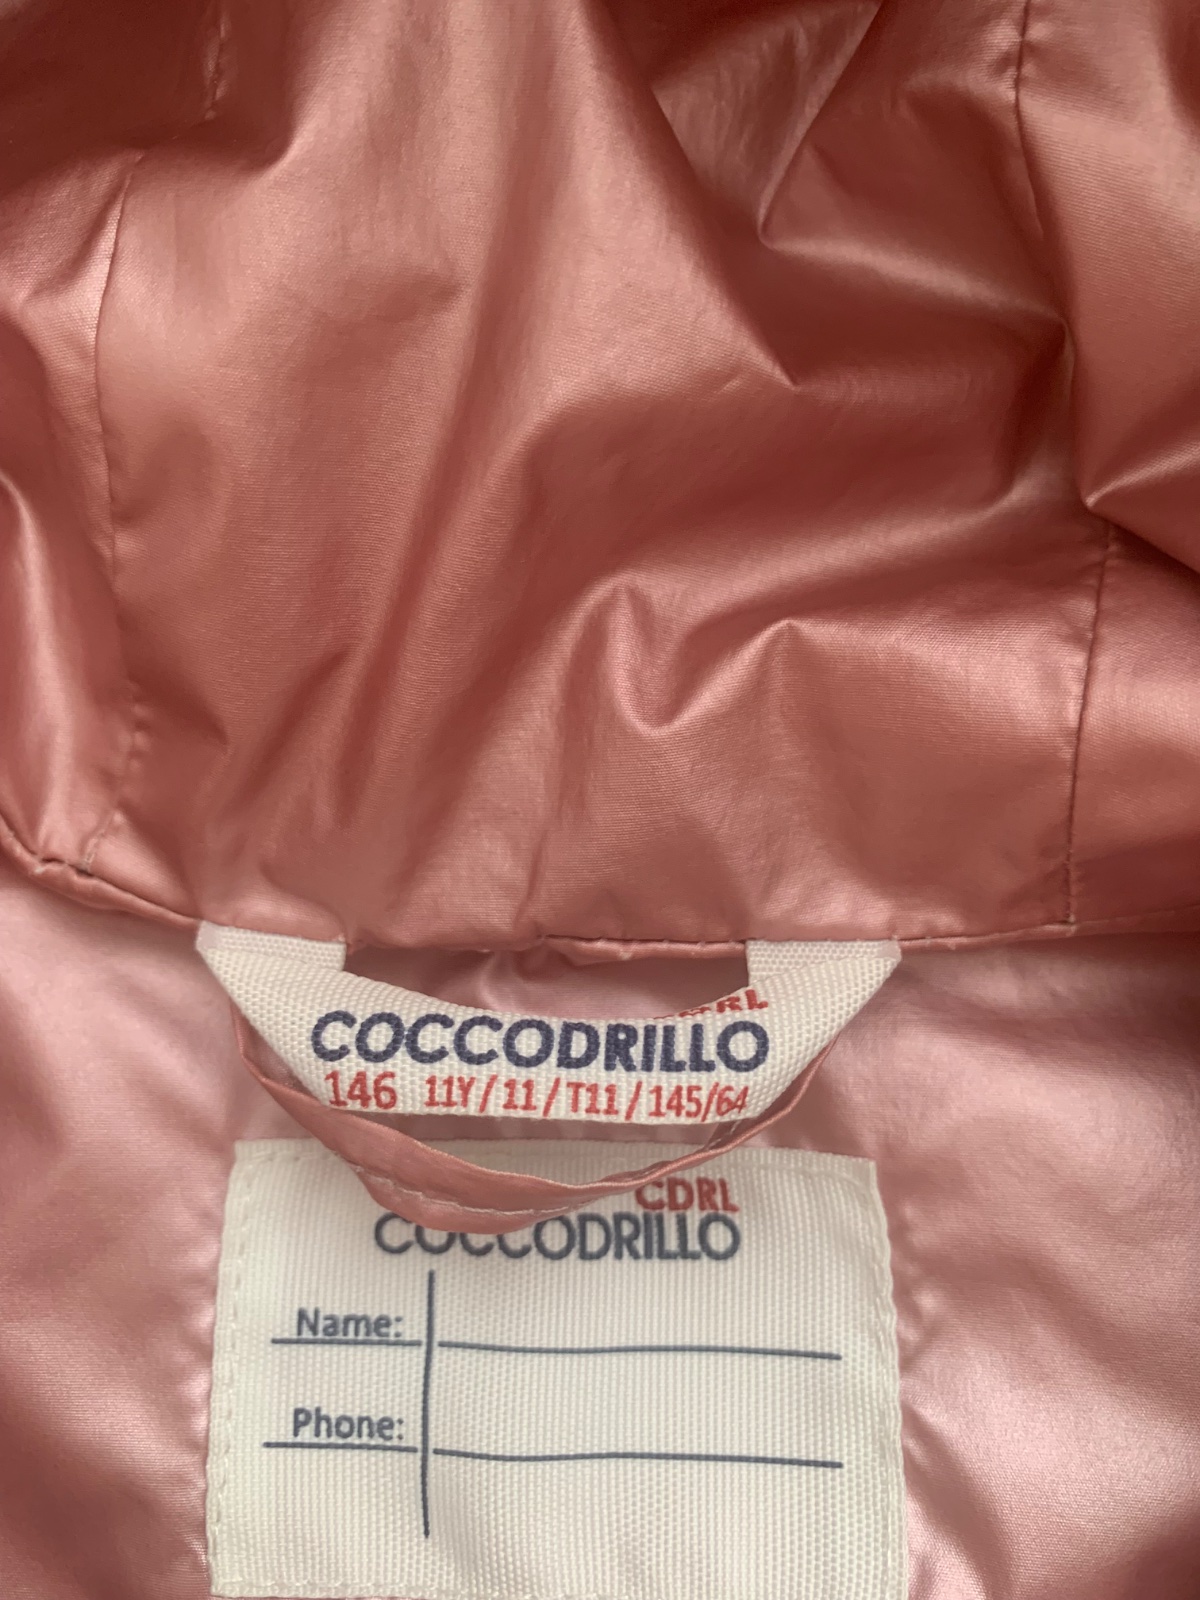 COCCODRILLO
146 11Y/11/T11/145/64
CDRL
COCCODRILLO
Name:
Phone: